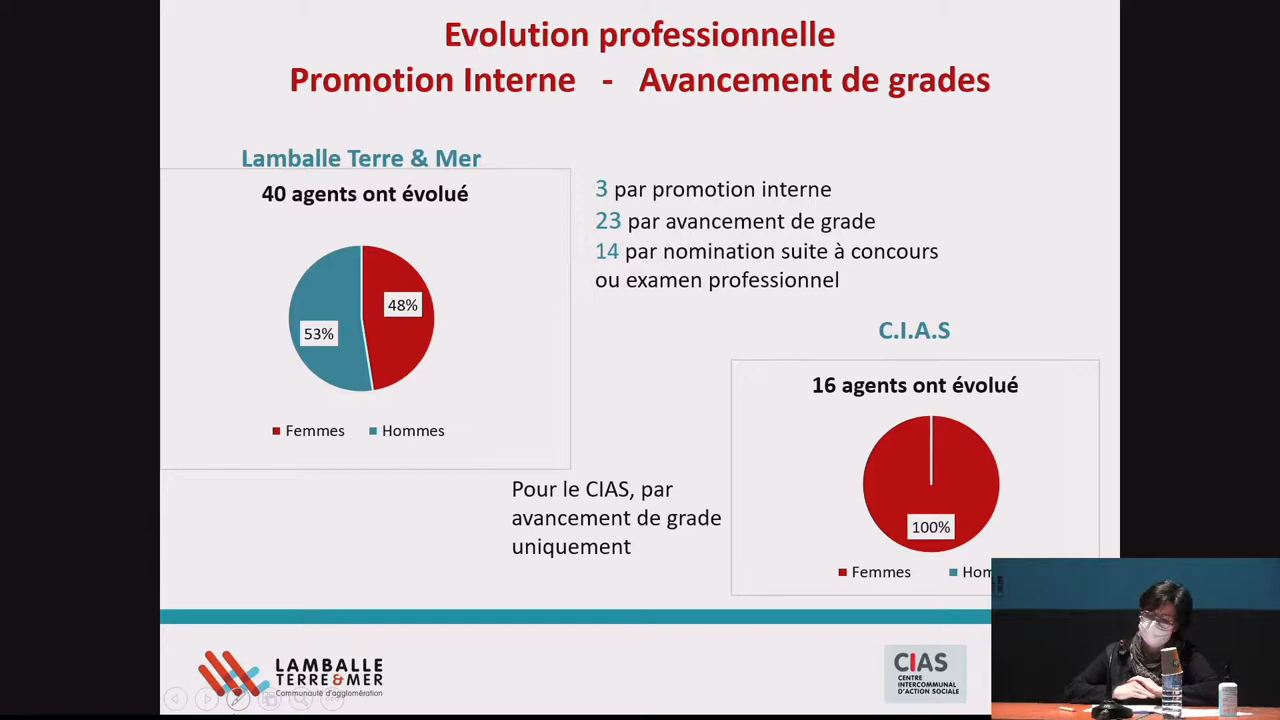 Evolution professionnelle
Promotion Interne - Avancement de grades
Lamballe Terre & Mer
40 agents ont évolué
48%
53%
Femmes Hommes
3 par promotion interne
23 par avancement de grade
14 par nomination suite à concours
ou examen professionnel
C.I.A.S
16 agents ont évolué
100%
Femmes Hom
Pour le CIAS, par
avancement de grade
uniquement
LAMBALLE
TERRE & MER
Communauté d'agglomération
CIAS
CENTRE
INTERCOMMUNAL
D'ACTION SOCIALE